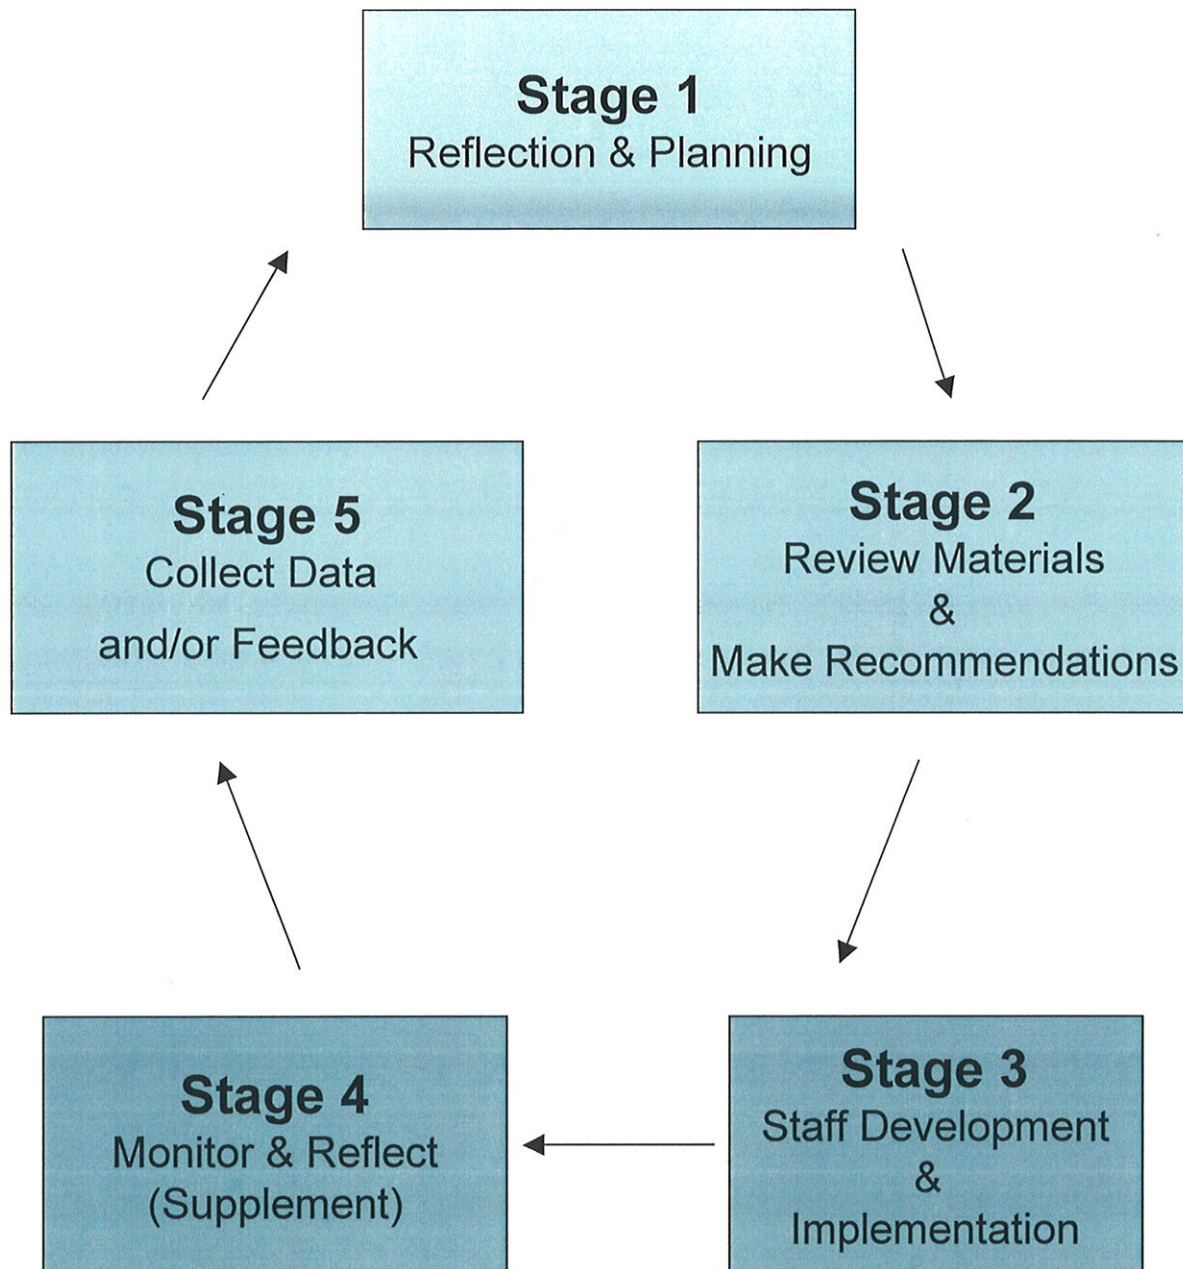 Stage 1
Reflection & Planning
Stage 2
Review Materials
&
Make Recommendations
Stage 3
Staff Development
&
Implementation
Stage 4
Monitor & Reflect
(Supplement)
Stage 5
Collect Data
and/or Feedback